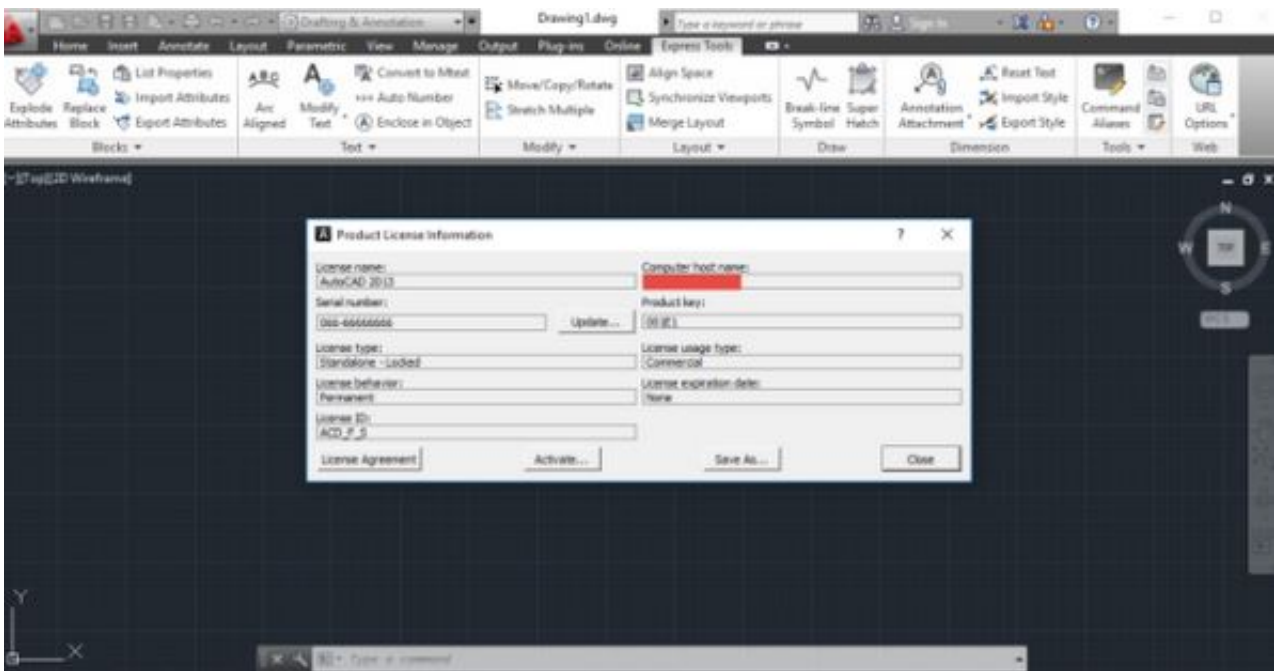 Drafting & Annotation
Drawing1.dwg
Type a keyword or phrase
Sign In
Home Insert Annotate Layout Parametric View Manage Output Plug-ins Online Express Tools
Explode Attributes
Replace Block
List Properties
Import Attributes
Export Attributes
Blocks
Arc Aligned
Modify Text
Convert to Mtext
Auto Number
Enclose in Object
Text
Move/Copy/Rotate
Stretch Multiple
Modify
Align Space
Synchronize Viewports
Merge Layout
Layout
Break-line Symbol
Super Hatch
Draw
Annotation Attachment
Reset Text
Import Style
Export Style
Dimension
Command Aliases
Tools
URL Options
Web
[-][Top][2D Wireframe]
N
W TOP E
S
Product License Information
License name:
AutoCAD 2013
Computer host name:
Serial number:
066-66666666
Update...
Product key:
License type:
Standalone - Locked
License usage type:
Commercial
License behavior:
Permanent
License expiration date:
None
License ID:
ACD_F_S
License Agreement
Activate...
Save As...
Close
Y
X
Type a command